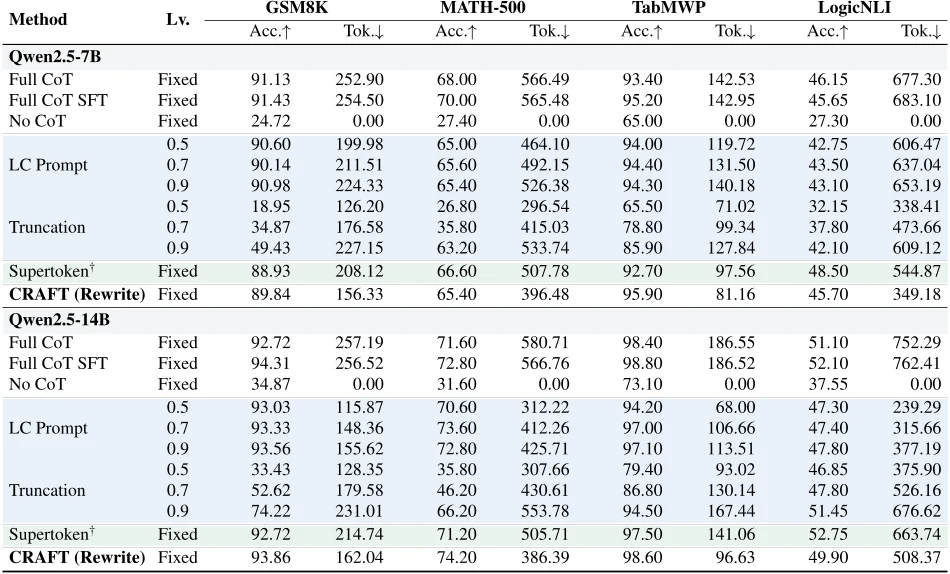 Method Lv. GSM8K MATH-500 TabMWP LogicNLI
Acc.↑ Tok.↓ Acc.↑ Tok.↓ Acc.↑ Tok.↓ Acc.↑ Tok.↓
Qwen2.5-7B
Full CoT Fixed 91.13 252.90 68.00 566.49 93.40 142.53 46.15 677.30
Full CoT SFT Fixed 91.43 254.50 70.00 565.48 95.20 142.95 45.65 683.10
No CoT Fixed 24.72 0.00 27.40 0.00 65.00 0.00 27.30 0.00
0.5 90.60 199.98 65.00 464.10 94.00 119.72 42.75 606.47
LC Prompt 0.7 90.14 211.51 65.60 492.15 94.40 131.50 43.50 637.04
0.9 90.98 224.33 65.40 526.38 94.30 140.18 43.10 653.19
0.5 18.95 126.20 26.80 296.54 65.50 71.02 32.15 338.41
Truncation 0.7 34.87 176.58 35.80 415.03 78.80 99.34 37.80 473.66
0.9 49.43 227.15 63.20 533.74 85.90 127.84 42.10 609.12
Supertoken† Fixed 88.93 208.12 66.60 507.78 92.70 97.56 48.50 544.87
CRAFT (Rewrite) Fixed 89.84 156.33 65.40 396.48 95.90 81.16 45.70 349.18
Qwen2.5-14B
Full CoT Fixed 92.72 257.19 71.60 580.71 98.40 186.55 51.10 752.29
Full CoT SFT Fixed 94.31 256.52 72.80 566.76 98.80 186.52 52.10 762.41
No CoT Fixed 34.87 0.00 31.60 0.00 73.10 0.00 37.55 0.00
0.5 93.03 115.87 70.60 312.22 94.20 68.00 47.30 239.29
LC Prompt 0.7 93.33 148.36 73.60 412.26 97.00 106.66 47.40 315.66
0.9 93.56 155.62 72.80 425.71 97.10 113.51 47.80 377.19
0.5 33.43 128.35 35.80 307.66 79.40 93.02 46.85 375.90
Truncation 0.7 52.62 179.58 46.20 430.61 86.80 130.14 47.80 526.16
0.9 74.22 231.01 66.20 553.78 94.50 167.44 51.45 676.62
Supertoken† Fixed 92.72 214.74 71.20 505.71 97.50 141.06 52.75 663.74
CRAFT (Rewrite) Fixed 93.86 162.04 74.20 386.39 98.60 96.63 49.90 508.37